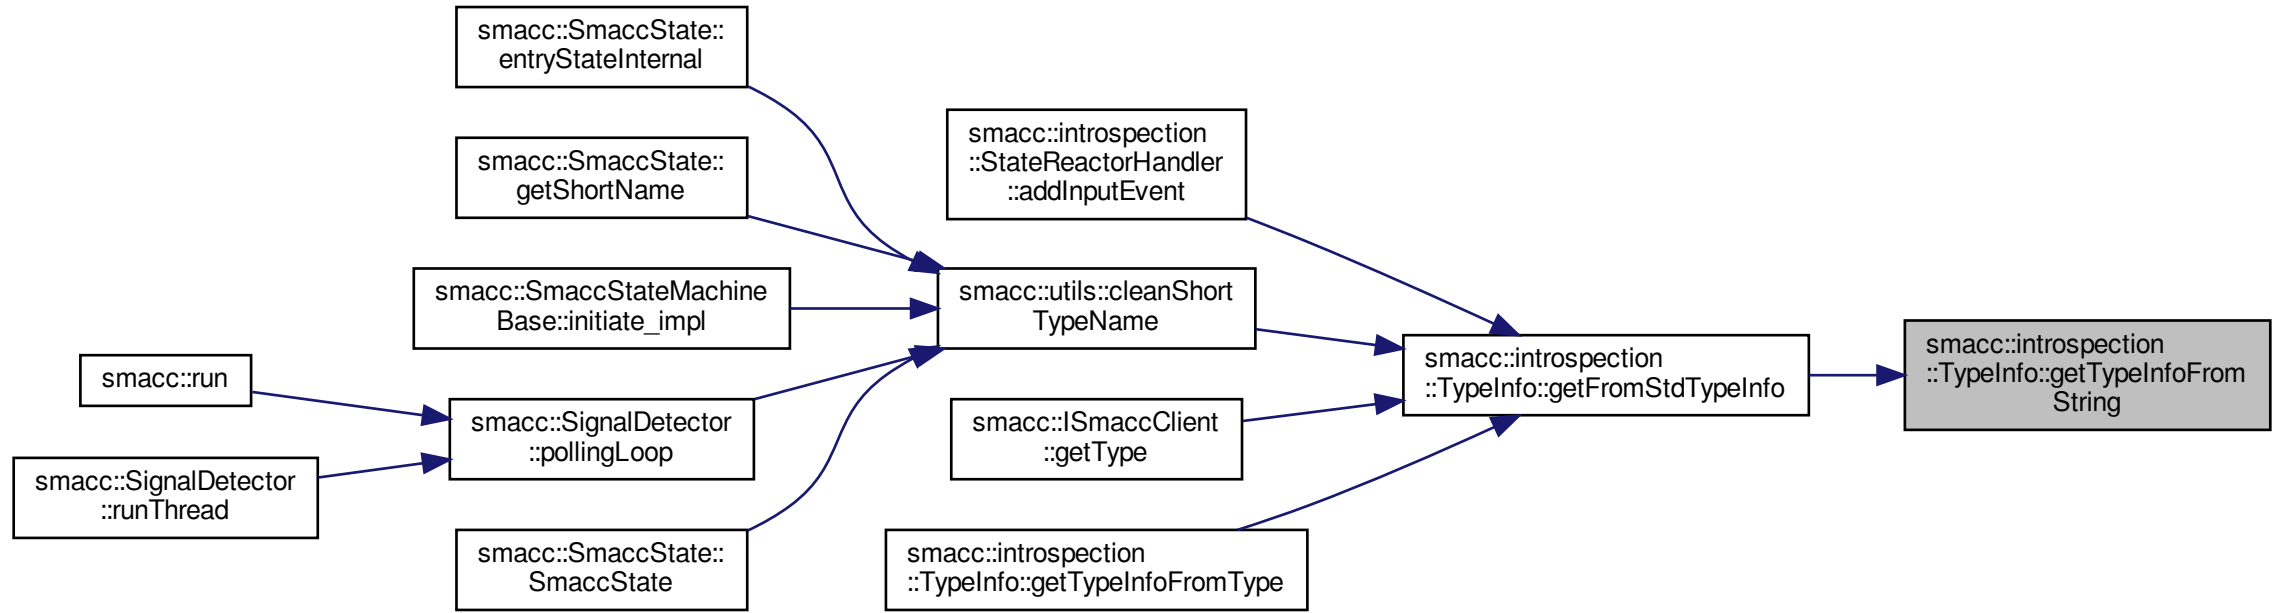 smacc::SmaccState::
entryStateInternal
smacc::SmaccState::
getShortName
smacc::SmaccStateMachine
Base::initiate_impl
smacc::run
smacc::SignalDetector
::runThread
smacc::SignalDetector
::pollingLoop
smacc::SmaccState::
SmaccState
smacc::introspection
::StateReactorHandler
::addInputEvent
smacc::utils::cleanShort
TypeName
smacc::ISmaccClient
::getType
smacc::introspection
::TypeInfo::getTypeInfoFromType
smacc::introspection
::TypeInfo::getFromStdTypeInfo
smacc::introspection
::TypeInfo::getTypeInfoFrom
String